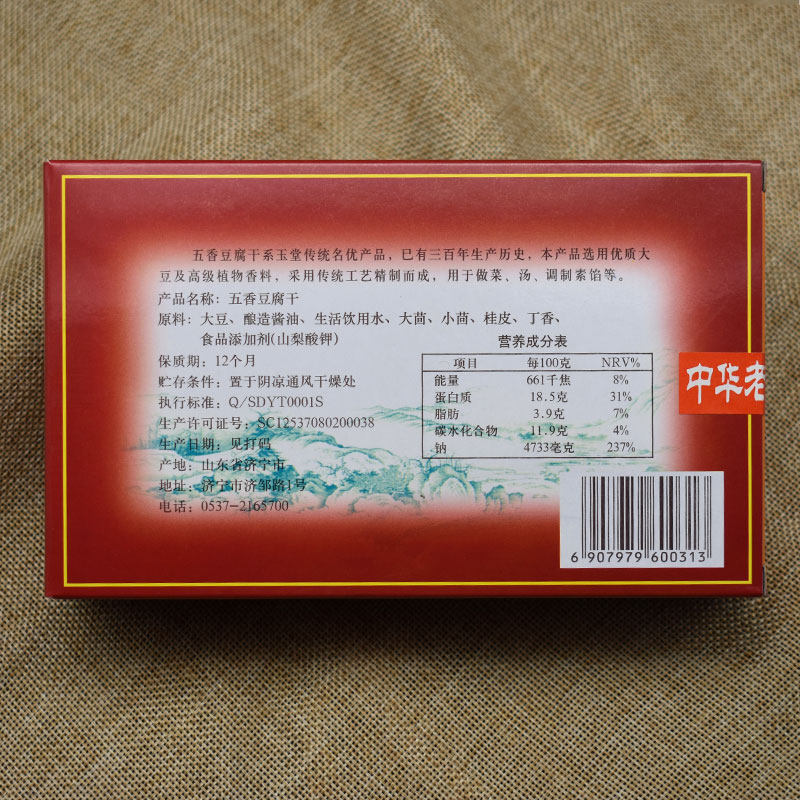 五香豆腐干系玉堂传统名优产品，已有三百年生产历史，本产品选用优质大
豆及高级植物香料，采用传统工艺精制而成，用于做菜、汤、调制素馅等。
产品名称：五香豆腐干
原料：大豆、酿造酱油、生活饮用水、大茴、小茴、桂皮、丁香、
食品添加剂(山梨酸钾)
保质期：12个月
贮存条件：置于阴凉通风干燥处
执行标准：Q/SDYT0001S
生产许可证号：SC12537080200038
生产日期：见打码
产地：山东省济宁市
地址：济宁市济邹路1号
电话：0537-2165700
营养成分表
项目 每100克 NRV%
能量 661千焦 8%
蛋白质 18.5克 31%
脂肪 3.9克 7%
碳水化合物 11.9克 4%
钠 4733毫克 237%
中华老
6 907979 600313